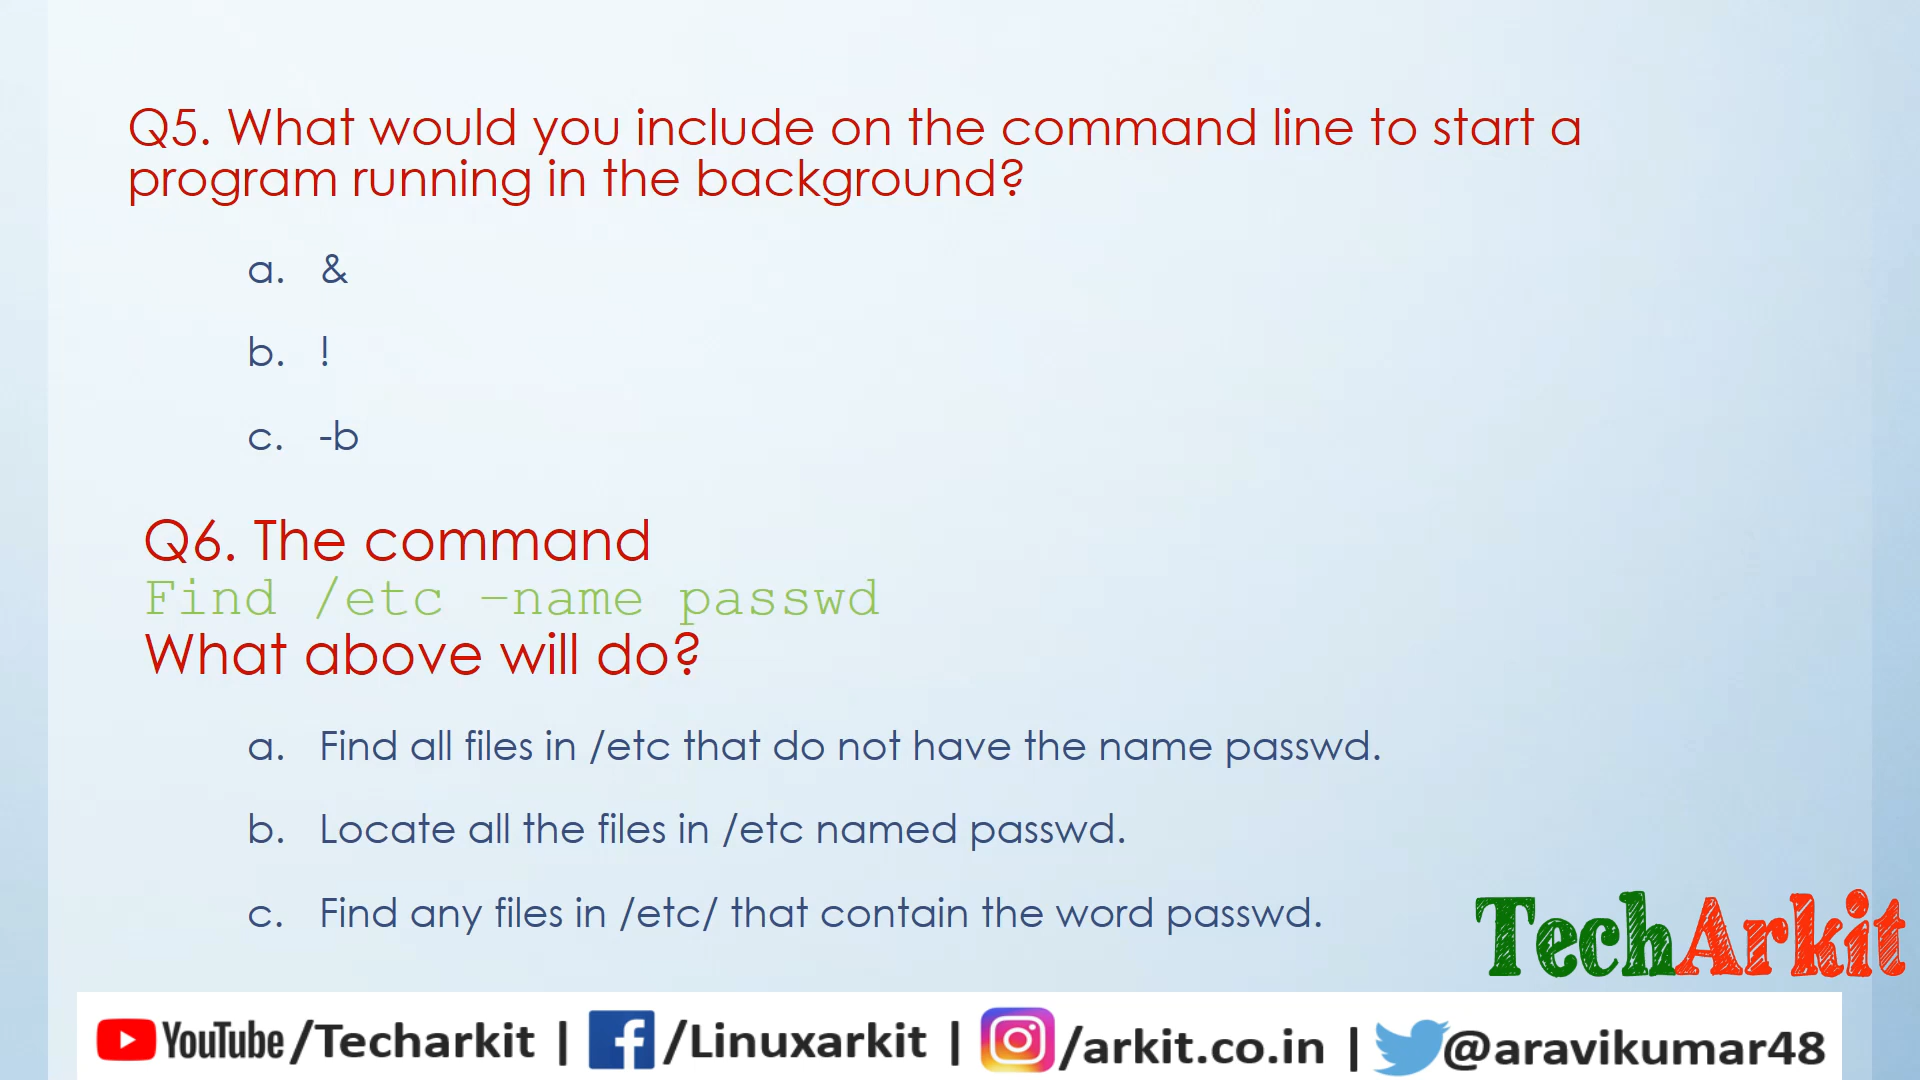 Q5. What would you include on the command line to start a
program running in the background?
a. &
b. !
c. -b
Q6. The command
Find /etc –name passwd
What above will do?
a. Find all files in /etc that do not have the name passwd.
b. Locate all the files in /etc named passwd.
c. Find any files in /etc/ that contain the word passwd.
TechArkit
YouTube /Techarkit | f /Linuxarkit | /arkit.co.in | @aravikumar48